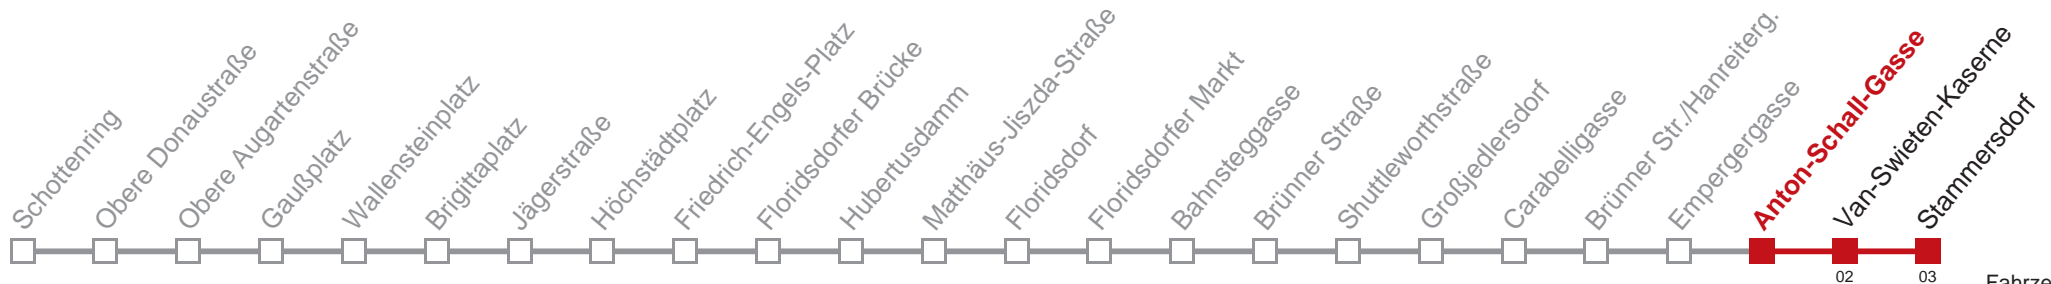 Schottenring
Obere Donaustraße
Obere Augartenstraße
Gaußplatz
Wallensteinplatz
Brigittaplatz
Jägerstraße
Höchstädtplatz
Friedrich-Engels-Platz
Floridsdorfer Brücke
Hubertusdamm
Matthäus-Jiszda-Straße
Floridsdorf
Floridsdorfer Markt
Bahnsteggasse
Brünner Straße
Shuttleworthstraße
Großjedlersdorf
Carabelligasse
Brünner Str./Hanreiterg.
Empergergasse
Anton-Schall-Gasse
Van-Swieten-Kaserne
Stammersdorf
02
03
Fahrze